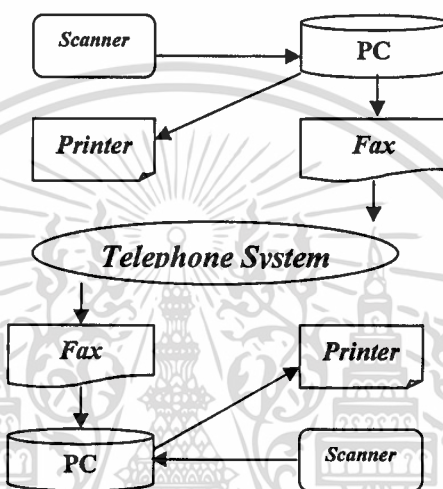 Scanner
PC
Printer
Fax
Telephone System
Fax
Printer
PC
Scanner